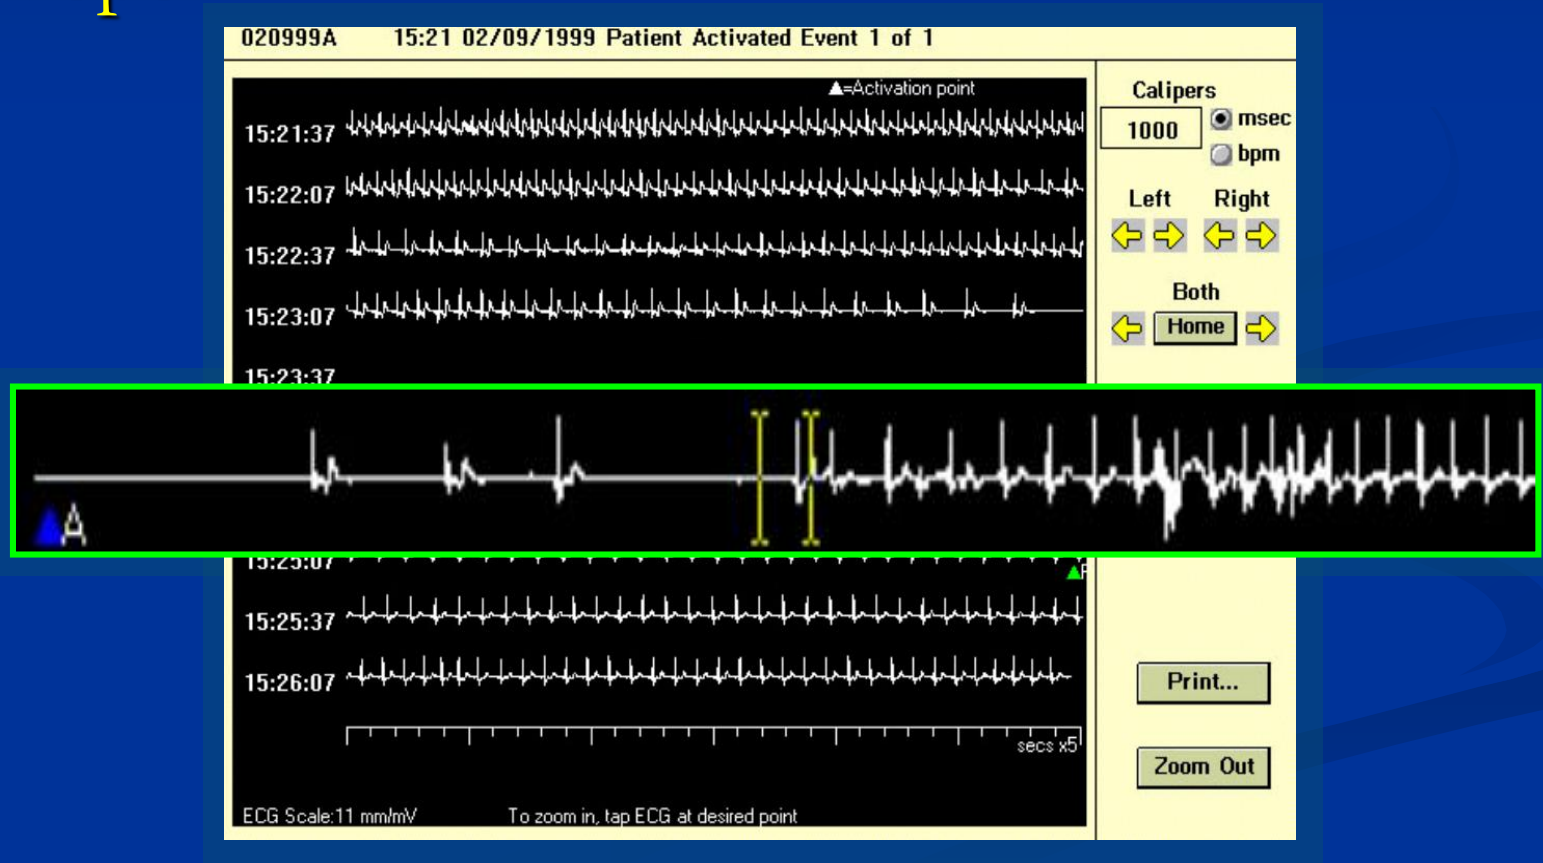 020999A 15:21 02/09/1999 Patient Activated Event 1 of 1
▲=Activation point
Calipers
1000
msec
bpm
Left Right
Both
Home
15:21:37
15:22:07
15:22:37
15:23:07
15:23:37
A
15:25:07
15:25:37
15:26:07
secs x5
Print...
Zoom Out
ECG Scale:11 mm/mV To zoom in, tap ECG at desired point